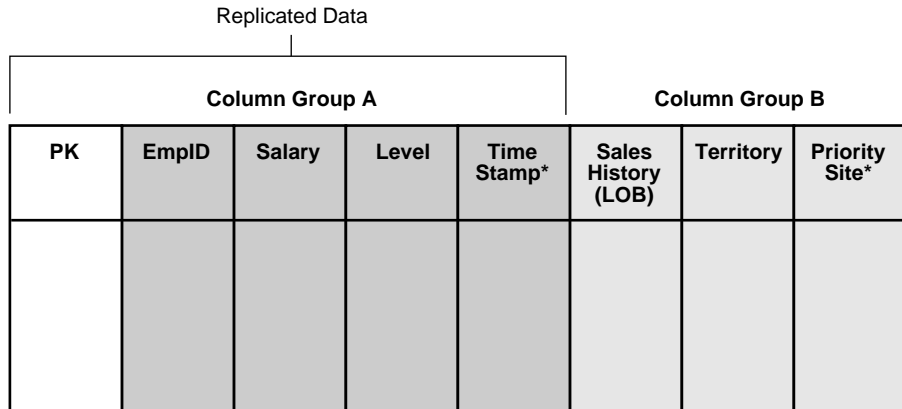 Replicated Data
Column Group A
Column Group B
PK
EmpID
Salary
Level
Time
Stamp*
Sales
History
(LOB)
Territory
Priority
Site*